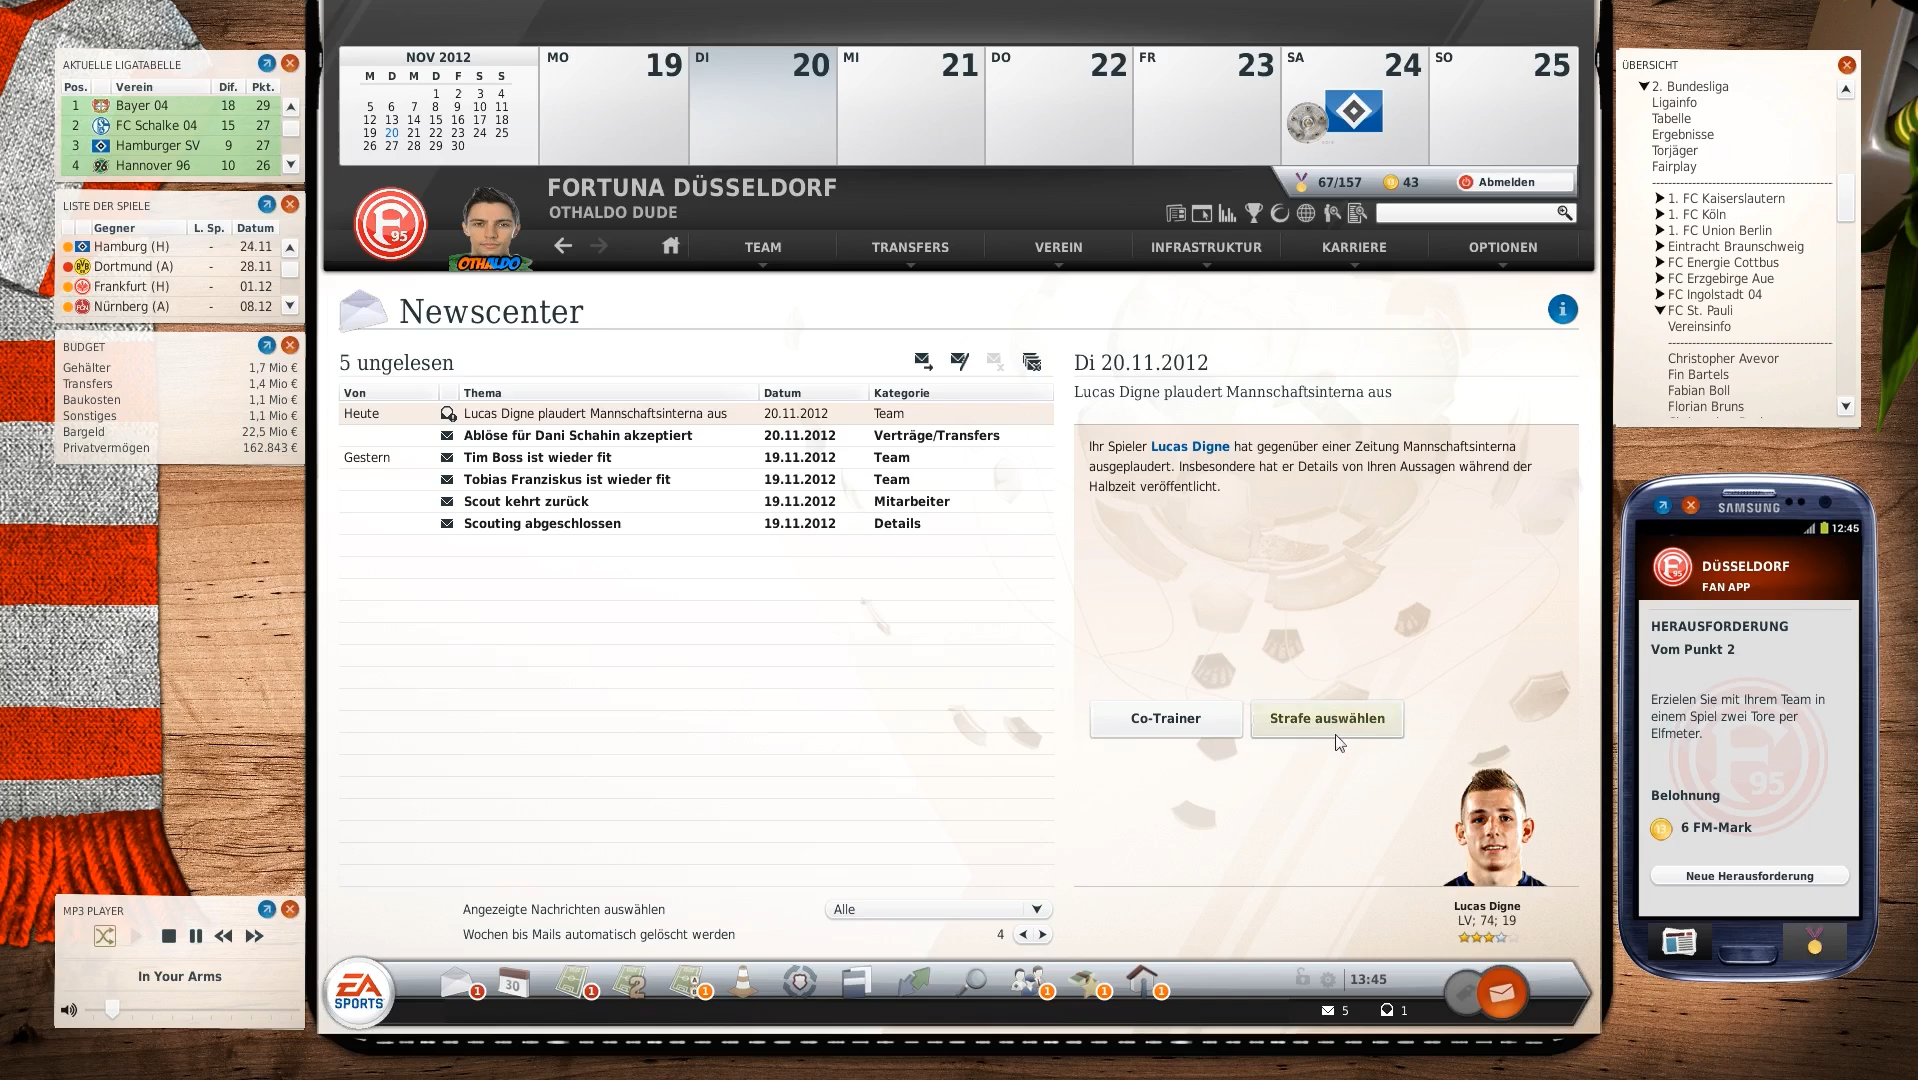 AKTUELLE LIGATABELLE
Pos. Verein Dif. Pkt.
1 Bayer 04 18 29
2 FC Schalke 04 15 27
3 Hamburger SV 9 27
4 Hannover 96 10 26
LISTE DER SPIELE
Gegner L. Sp. Datum
Hamburg (H) - 24.11
Dortmund (A) - 28.11
Frankfurt (H) - 01.12
Nürnberg (A) - 08.12
BUDGET
Gehälter 1,7 Mio €
Transfers 1,4 Mio €
Baukosten 1,1 Mio €
Sonstiges 1,1 Mio €
Bargeld 22,5 Mio €
Privatvermögen 162.843 €
MP3 PLAYER
In Your Arms
NOV 2012
M D M D F S S
1 2 3 4
5 6 7 8 9 10 11
12 13 14 15 16 17 18
19 20 21 22 23 24 25
26 27 28 29 30
MO 19
DI 20
MI 21
DO 22
FR 23
SA 24
SO 25
FORTUNA DÜSSELDORF
OTHALDO DUDE
F 95
OTHALDO
67/157 43 Abmelden
TEAM TRANSFERS VEREIN INFRASTRUKTUR KARRIERE OPTIONEN
Newscenter
5 ungelesen
Von Thema Datum Kategorie
Heute Lucas Digne plaudert Mannschaftsinterna aus 20.11.2012 Team
Ablöse für Dani Schahin akzeptiert 20.11.2012 Verträge/Transfers
Gestern Tim Boss ist wieder fit 19.11.2012 Team
Tobias Franziskus ist wieder fit 19.11.2012 Team
Scout kehrt zurück 19.11.2012 Mitarbeiter
Scouting abgeschlossen 19.11.2012 Details
Angezeigte Nachrichten auswählen Alle
Wochen bis Mails automatisch gelöscht werden 4
Di 20.11.2012
Lucas Digne plaudert Mannschaftsinterna aus
Ihr Spieler Lucas Digne hat gegenüber einer Zeitung Mannschaftsinterna
ausgeplaudert. Insbesondere hat er Details von Ihren Aussagen während der
Halbzeit veröffentlicht.
Co-Trainer Strafe auswählen
Lucas Digne
LV; 74; 19
EA SPORTS
1 30 1 2 1 1 1 1
13:45
5 1
ÜBERSICHT
2. Bundesliga
Ligainfo
Tabelle
Ergebnisse
Torjäger
Fairplay
1. FC Kaiserslautern
1. FC Köln
1. FC Union Berlin
Eintracht Braunschweig
FC Energie Cottbus
FC Erzgebirge Aue
FC Ingolstadt 04
FC St. Pauli
Vereinsinfo
Christopher Avevor
Fin Bartels
Fabian Boll
Florian Bruns
SAMSUNG
12:45
F 95
DÜSSELDORF
FAN APP
HERAUSFORDERUNG
Vom Punkt 2
Erzielen Sie mit Ihrem Team in
einem Spiel zwei Tore per
Elfmeter.
F 95
Belohnung
13 6 FM-Mark
Neue Herausforderung